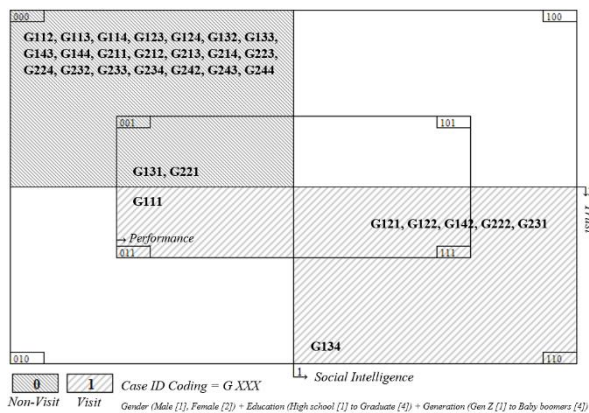 000
100
G112, G113, G114, G123, G124, G132, G133,
G143, G144, G211, G212, G213, G214, G223,
G224, G232, G233, G234, G242, G243, G244
001
101
G131, G221
G111
1
Trust
G121, G122, G142, G222, G231
Performance
011
111
G134
010
110
1
Social Intelligence
0
1
Case ID Coding = G XXX
Non-Visit
Visit
Gender (Male [1], Female [2]) + Education (High school [1] to Graduate [4]) + Generation (Gen Z [1] to Baby boomers [4])